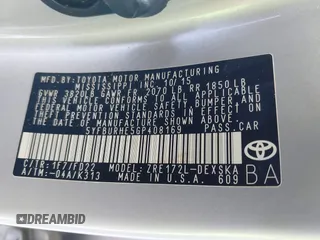 MFD.BY:TOYOTA MOTOR MANUFACTURING
MISSISSIPPI, INC 10/15
GVWR 3820LB GAWR FR 2070 LB RR 1850 LB
THIS VEHICLE CONFORMS TO ALL APPLICABLE
FEDERAL MOTOR VEHICLE SAFETY, BUMPER, AND
THEFT PREVENTION STANDARDS IN EFFECT ON
THE DATE OF MANUFACTURE SHOWN ABOVE.
5YFBURHE5GP408169 PASS. CAR
C/TR:1F7/FD22 MODEL: ZRE172L-DEXSKA
A/TM:-04A/K313 MADE IN U.S.A. 609
TOYOTA
BA
DREAMBID